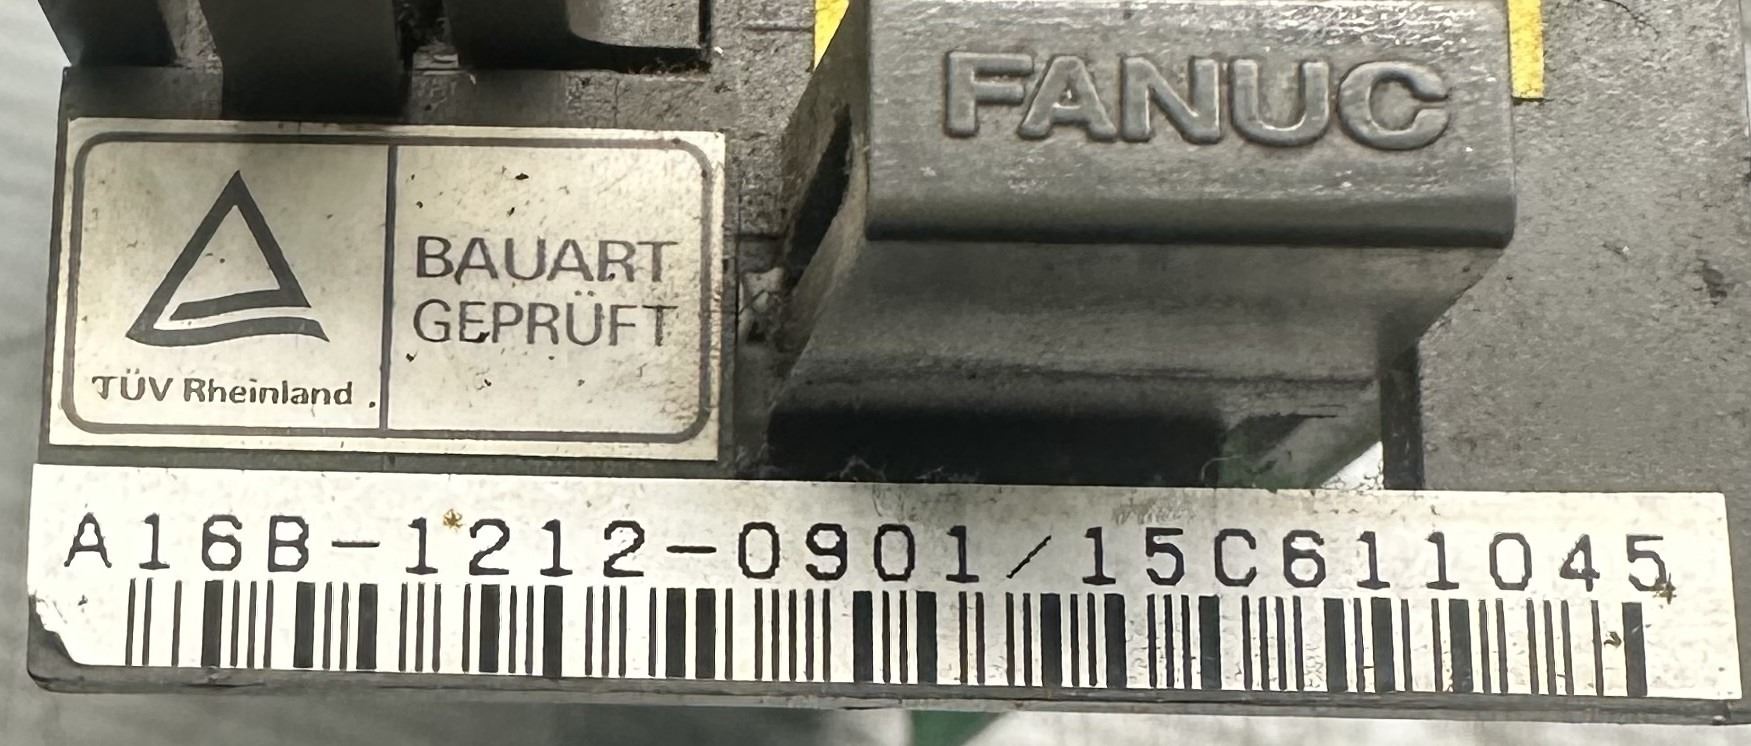 FANUC
BAUART
GEPRÜFT
TÜV Rheinland
A16B-1212-0901/15C611045